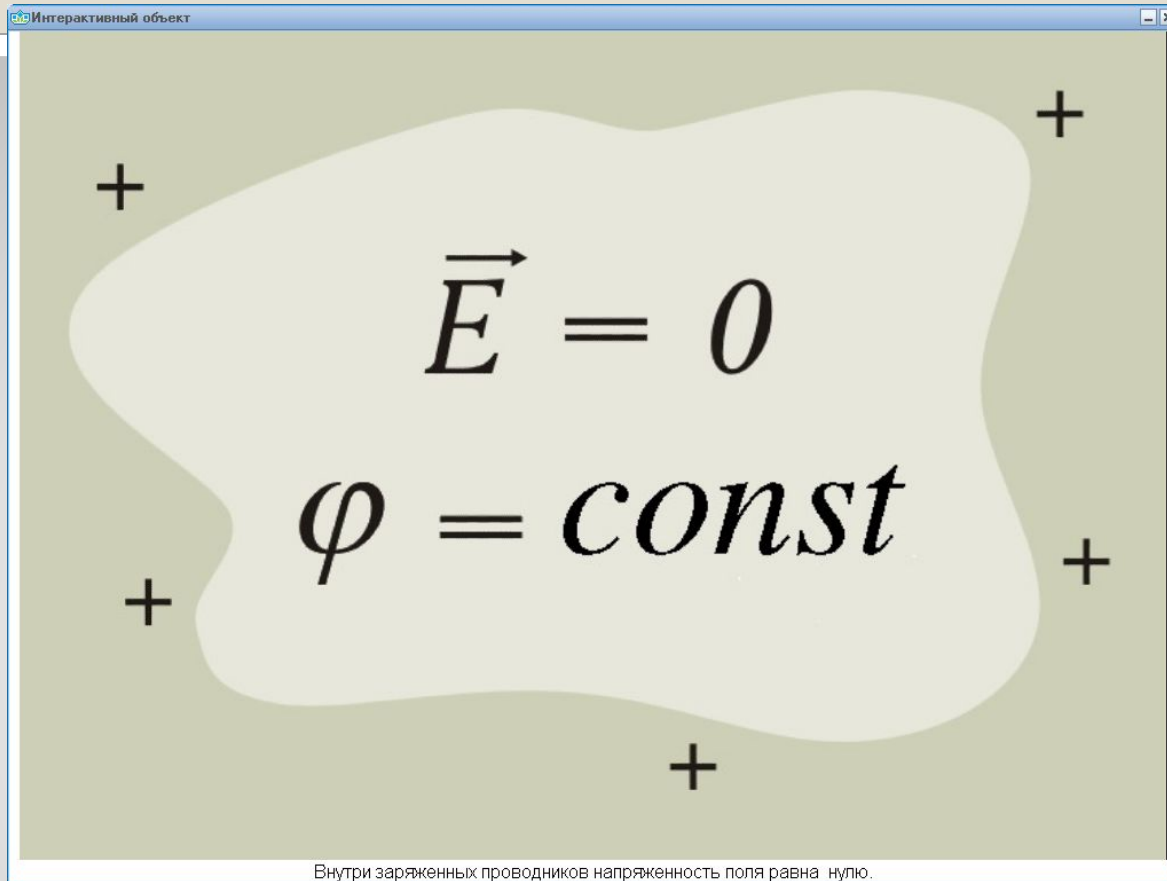 Интерактивный объект
+
+
E⃗ = 0
φ = const
+
+
+
Внутри заряженных проводников напряженность поля равна нулю.